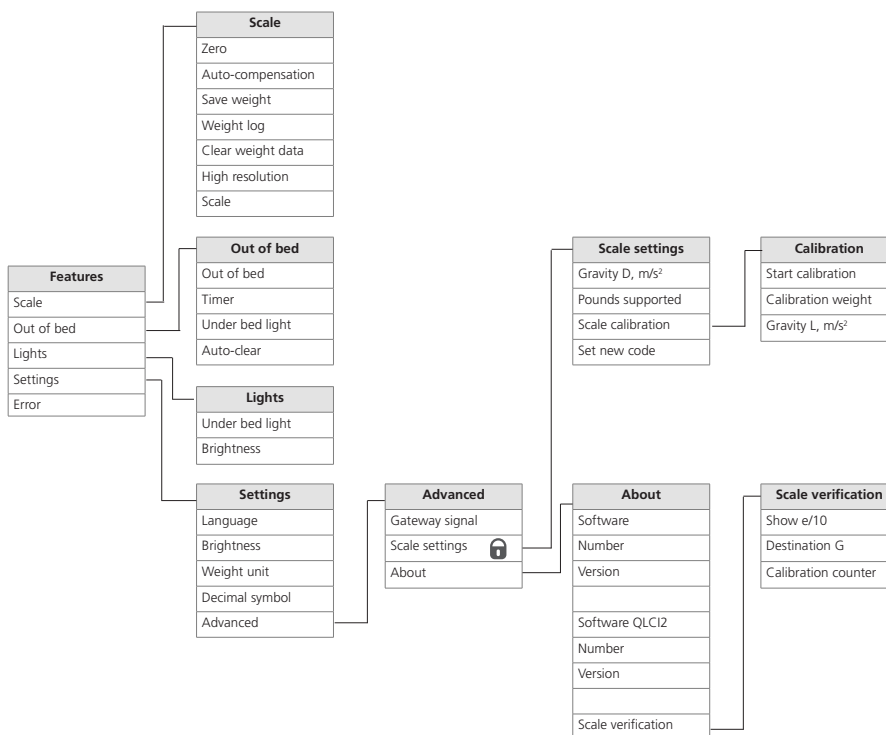 Scale
Zero
Auto-compensation
Save weight
Weight log
Clear weight data
High resolution
Scale
Out of bed
Out of bed
Timer
Under bed light
Auto-clear
Scale settings
Gravity D, m/s²
Pounds supported
Scale calibration
Set new code
Calibration
Start calibration
Calibration weight
Gravity L, m/s²
Features
Scale
Out of bed
Lights
Settings
Error
Lights
Under bed light
Brightness
Settings
Language
Brightness
Weight unit
Decimal symbol
Advanced
Advanced
Gateway signal
Scale settings
About
About
Software
Number
Version
Software QLCI2
Number
Version
Scale verification
Scale verification
Show e/10
Destination G
Calibration counter